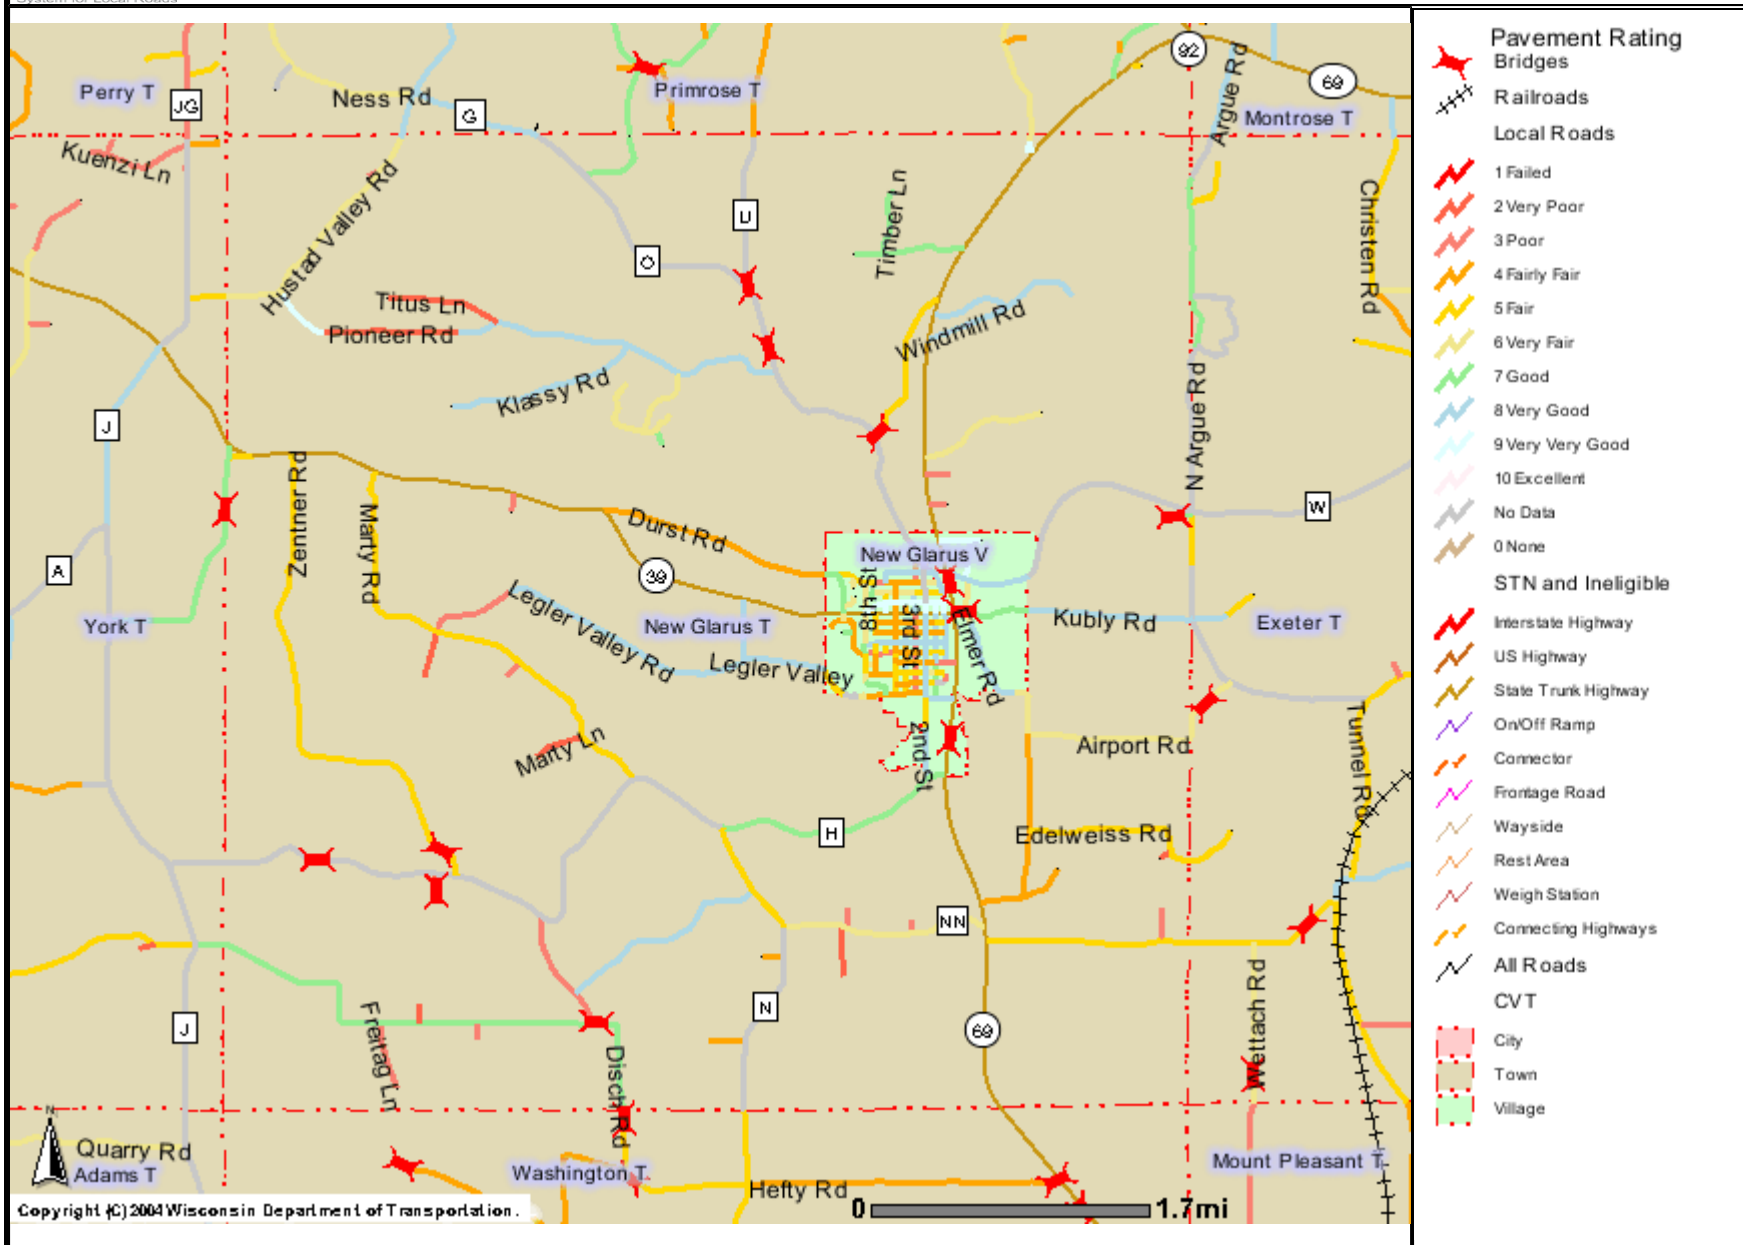 System for Local Roads
Perry T
JG
Ness Rd
G
Primrose T
92
Argue Rd
69
Montrose T
Kuenzi Ln
Hustad Valley Rd
U
O
Timber Ln
Christen Rd
Titus Ln
Pioneer Rd
Windmill Rd
Klassy Rd
J
N Argue Rd
W
Zentner Rd
Marty Rd
Durst Rd
New Glarus V
A
39
8th St
3rd St
Elmer Rd
York T
Legler Valley Rd
New Glarus T
Legler Valley
Kubly Rd
Exeter T
Marty Ln
2nd St
Airport Rd
Tunnel Rd
H
Edelweiss Rd
NN
N
69
J
Freitag Ln
Disch Rd
Wettach Rd
N
Quarry Rd
Adams T
Washington T
Hefty Rd
Mount Pleasant T
Copyright (C) 2004 Wisconsin Department of Transportation.
0 1.7mi
Pavement Rating
Bridges
Railroads
Local Roads
1 Failed
2 Very Poor
3 Poor
4 Fairly Fair
5 Fair
6 Very Fair
7 Good
8 Very Good
9 Very Very Good
10 Excellent
No Data
0 None
STN and Ineligible
Interstate Highway
US Highway
State Trunk Highway
On/Off Ramp
Connector
Frontage Road
Wayside
Rest Area
Weigh Station
Connecting Highways
All Roads
CVT
City
Town
Village